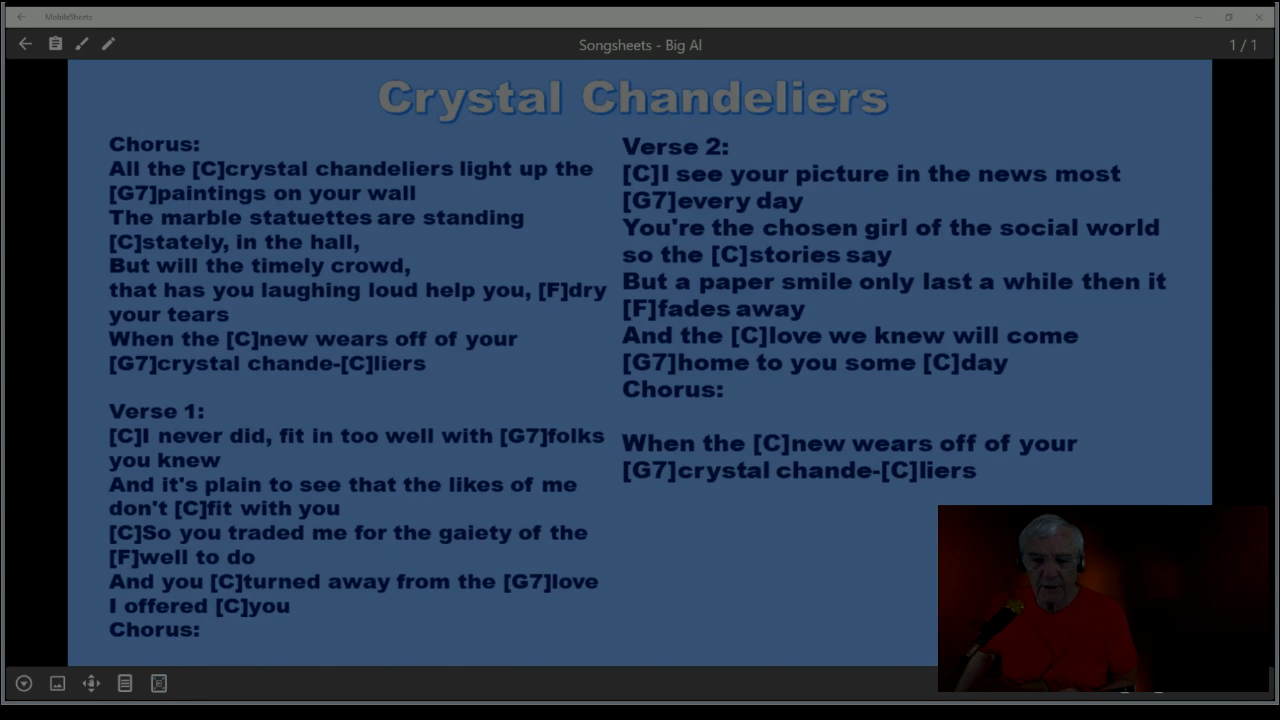 MobileSheets
Songsheets - Big Al
1 / 1
Crystal Chandeliers
Chorus:
All the [C]crystal chandeliers light up the
[G7]paintings on your wall
The marble statuettes are standing
[C]stately, in the hall,
But will the timely crowd,
that has you laughing loud help you, [F]dry
your tears
When the [C]new wears off of your
[G7]crystal chande-[C]liers
Verse 1:
[C]I never did, fit in too well with [G7]folks
you knew
And it's plain to see that the likes of me
don't [C]fit with you
[C]So you traded me for the gaiety of the
[F]well to do
And you [C]turned away from the [G7]love
I offered [C]you
Chorus:
Verse 2:
[C]I see your picture in the news most
[G7]every day
You're the chosen girl of the social world
so the [C]stories say
But a paper smile only last a while then it
[F]fades away
And the [C]love we knew will come
[G7]home to you some [C]day
Chorus:
When the [C]new wears off of your
[G7]crystal chande-[C]liers